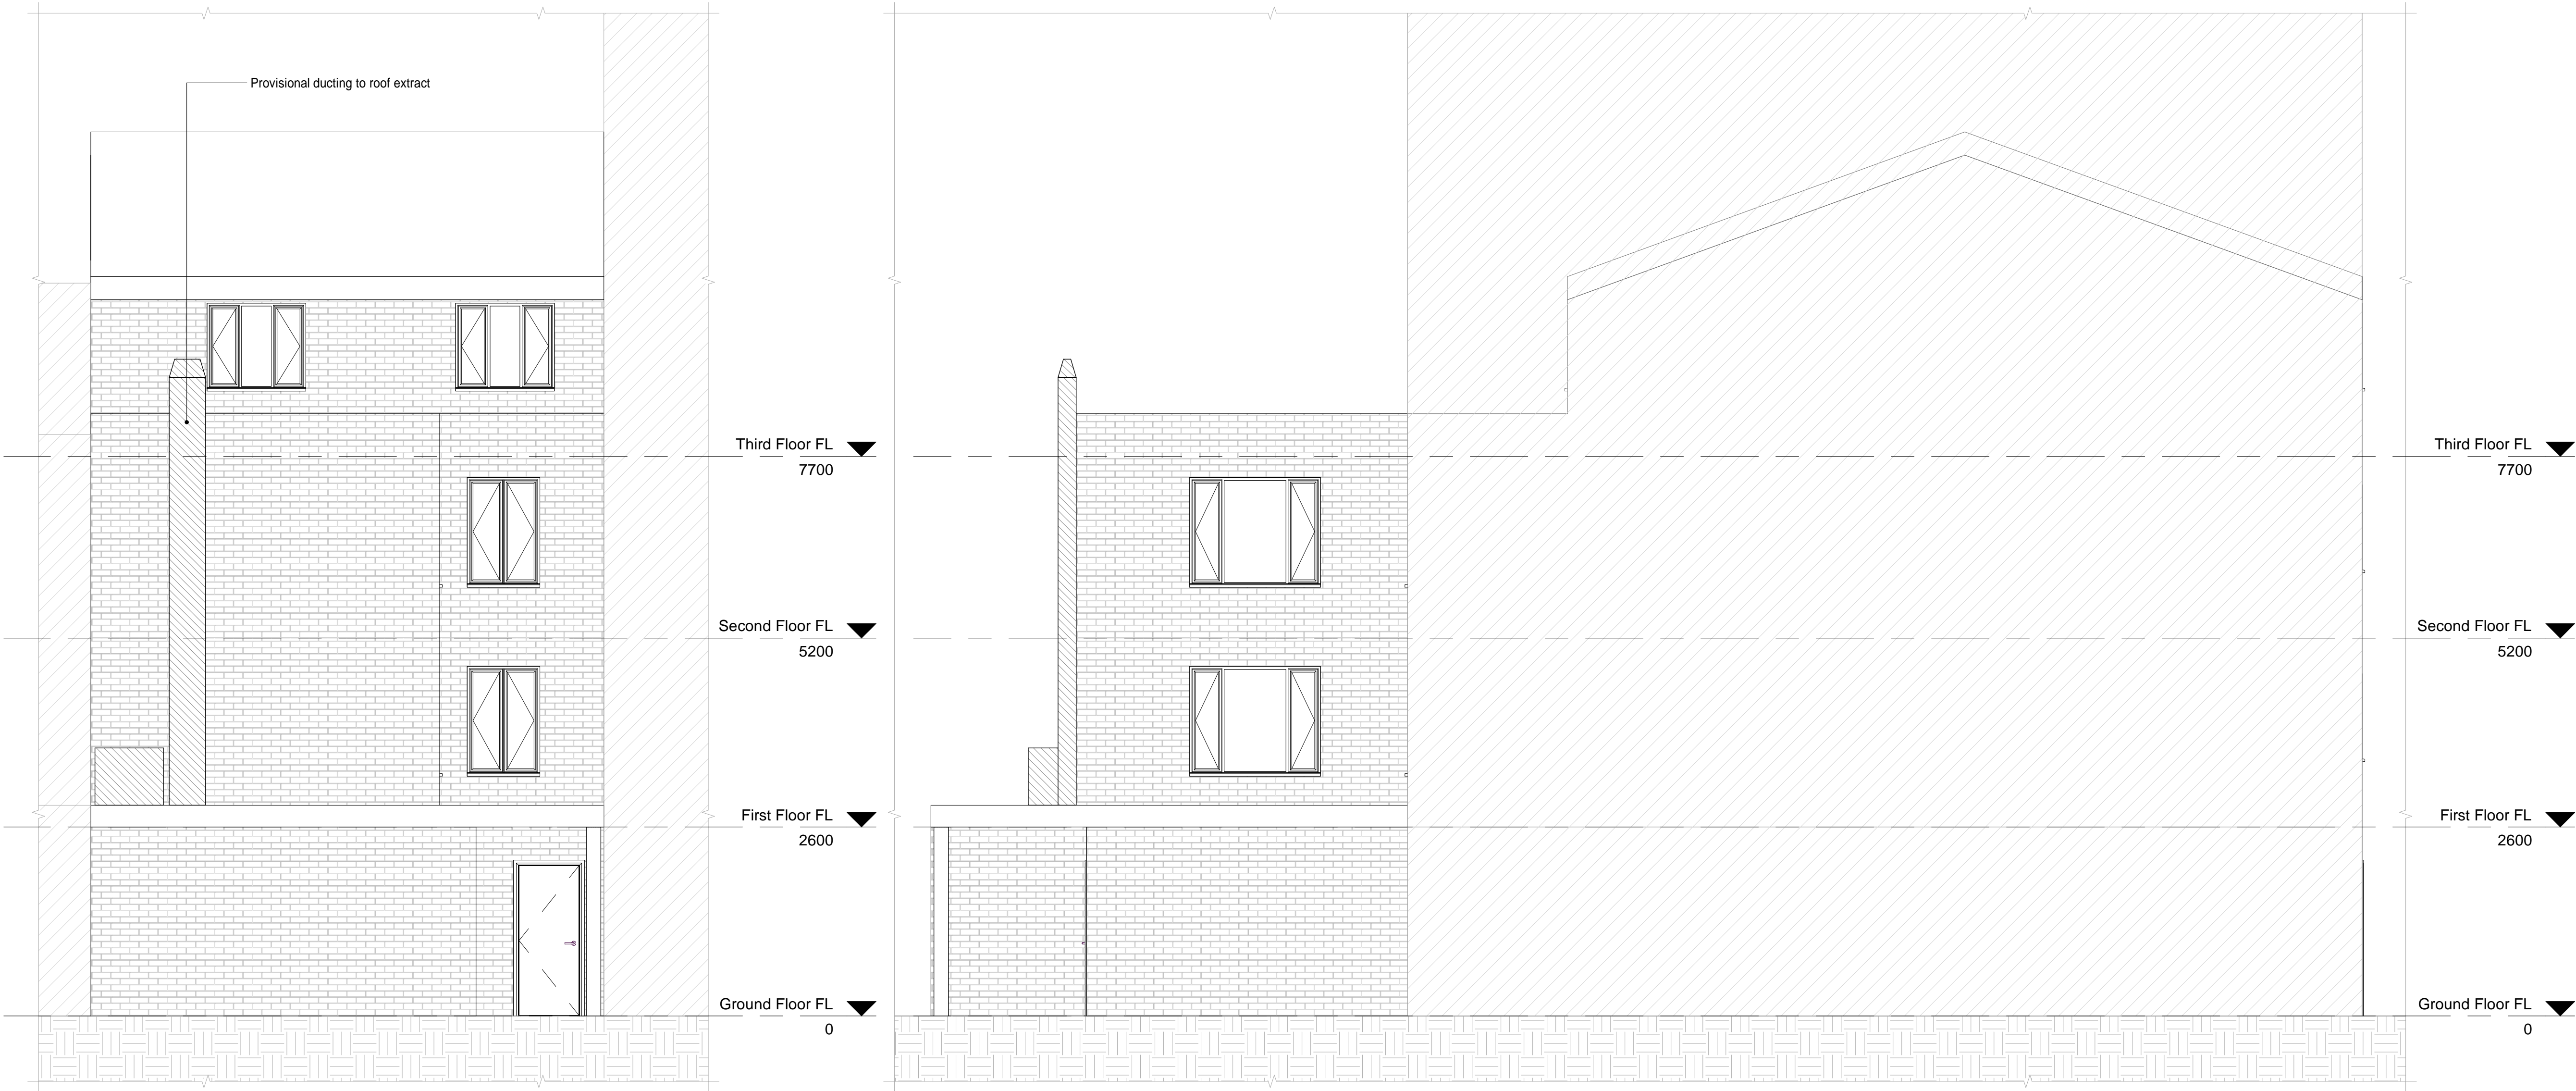 Provisional ducting to roof extract
Third Floor FL
7700
Second Floor FL
5200
First Floor FL
2600
Ground Floor FL
0
Third Floor FL
7700
Second Floor FL
5200
First Floor FL
2600
Ground Floor FL
0